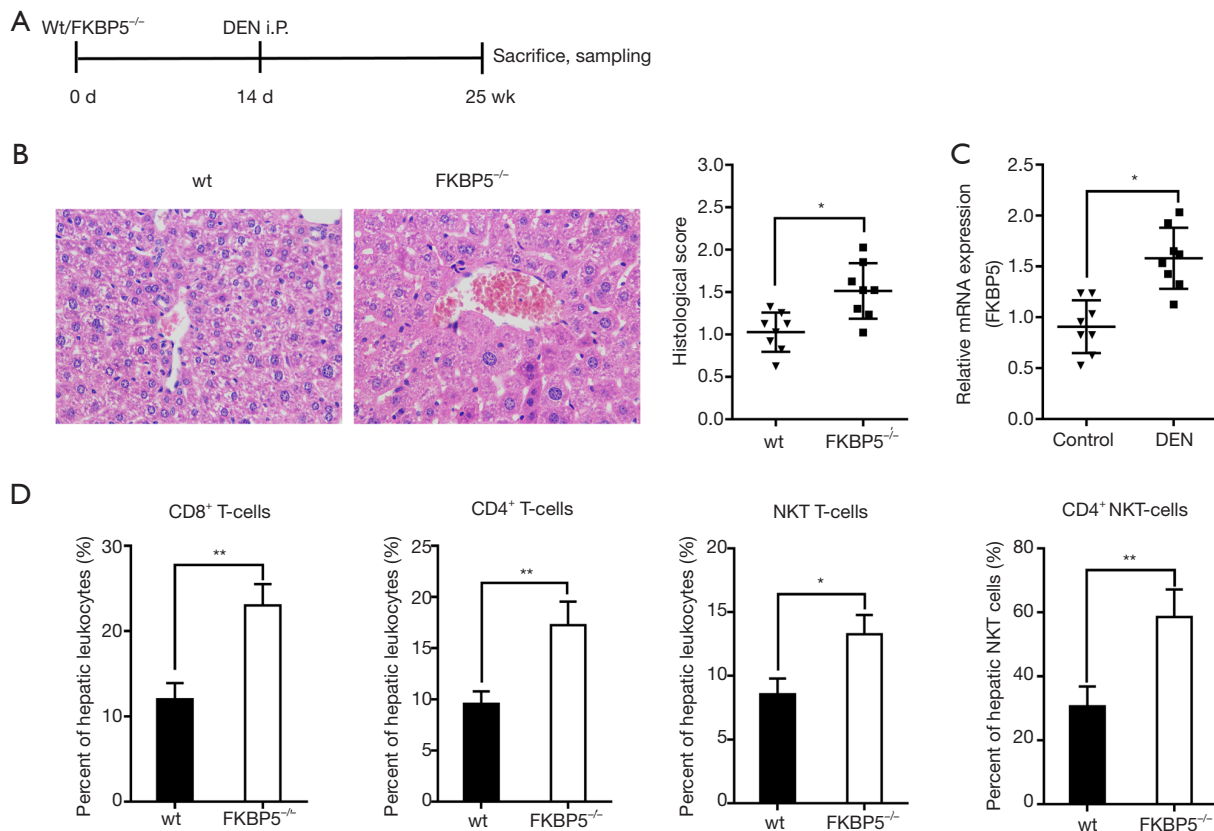 A
Wt/FKBP5⁻/⁻
DEN i.P.
Sacrifice, sampling
0 d
14 d
25 wk
B
wt
FKBP5⁻/⁻
Histological score
3.0
2.5
2.0
1.5
1.0
0.5
0.0
*
wt
FKBP5⁻/⁻
C
Relative mRNA expression
(FKBP5)
2.5
2.0
1.5
1.0
0.5
0.0
*
Control
DEN
D
CD8⁺ T-cells
Percent of hepatic leukocytes (%)
30
20
10
0
**
wt
FKBP5⁻/⁻
CD4⁺ T-cells
Percent of hepatic leukocytes (%)
25
20
15
10
5
0
**
wt
FKBP5⁻/⁻
NKT T-cells
Percent of hepatic leukocytes (%)
20
15
10
5
0
*
wt
FKBP5⁻/⁻
CD4⁺ NKT-cells
Percent of hepatic NKT cells (%)
80
60
40
20
0
**
wt
FKBP5⁻/⁻